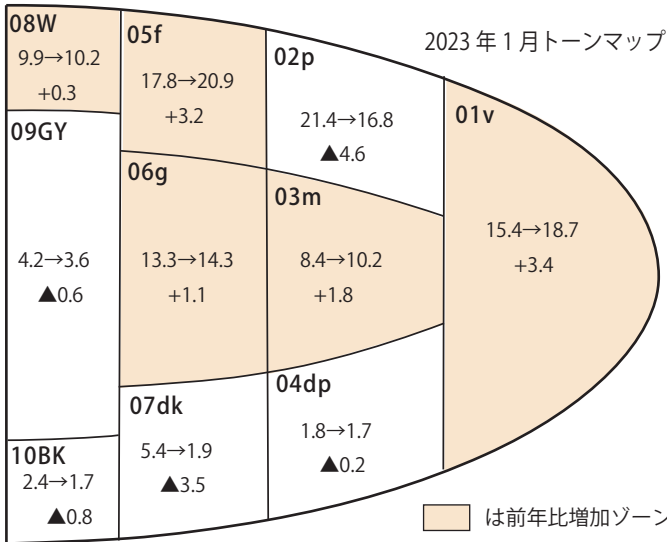 2023年1月トーンマップ
08W
9.9→10.2
+0.3
05f
17.8→20.9
+3.2
02p
21.4→16.8
▲4.6
01v
15.4→18.7
+3.4
09GY
4.2→3.6
▲0.6
06g
13.3→14.3
+1.1
03m
8.4→10.2
+1.8
10BK
2.4→1.7
▲0.8
07dk
5.4→1.9
▲3.5
04dp
1.8→1.7
▲0.2
は前年比増加ゾーン